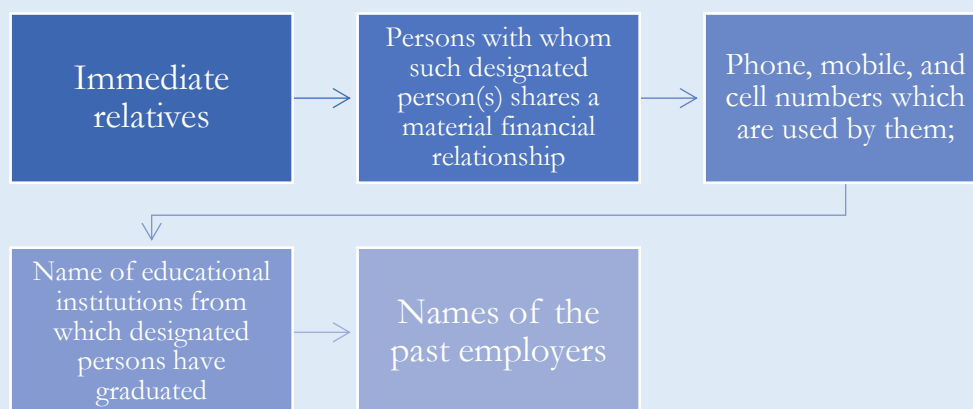 Immediate
relatives
Persons with whom
such designated
person(s) shares a
material financial
relationship
Phone, mobile, and
cell numbers which
are used by them;
Name of educational
institutions from
which designated
persons have
graduated
Names of the
past employers